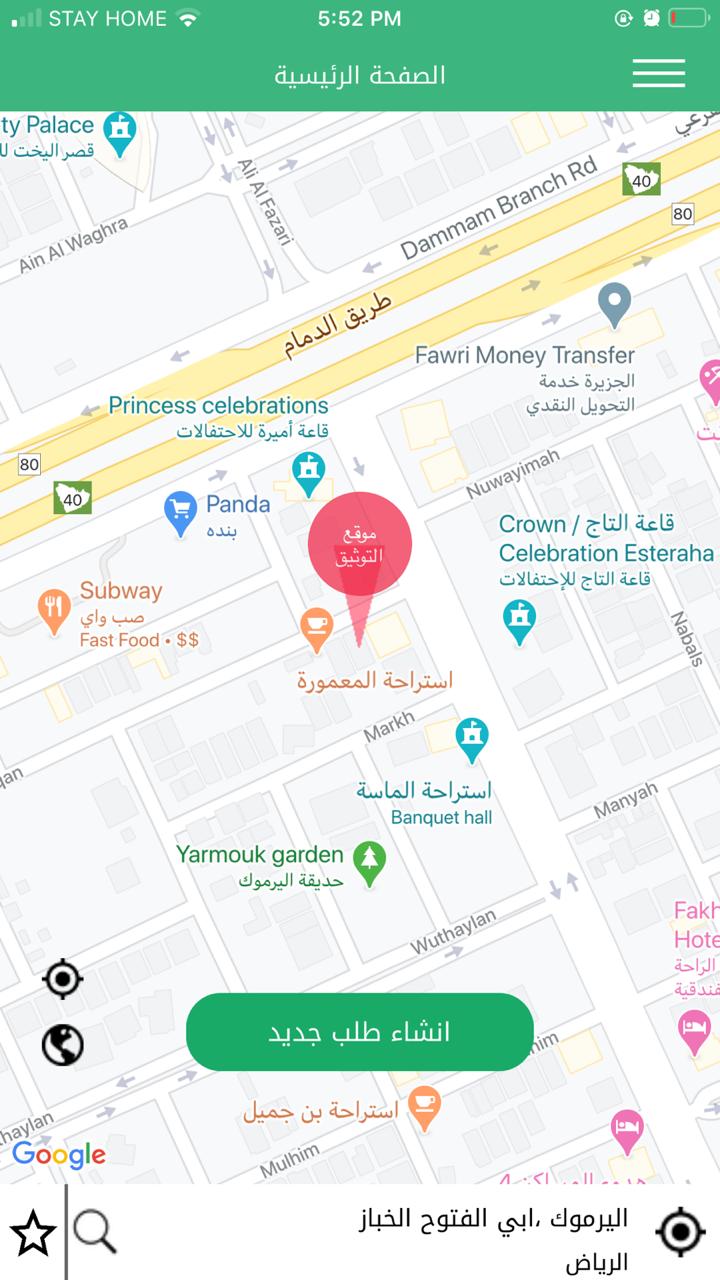 STAY HOME 5:52 PM
الصفحة الرئيسية
ty Palace
قصر اليخت
Ali Al Fazari
Ain Al Waghra
Dammam Branch Rd
40
80
طريق الدمام
Fawri Money Transfer
الجزيرة خدمة
التحويل النقدي
Princess celebrations
قاعة أميرة للاحتفالات
80
40
Nuwayimah
Panda
بنده
موقع
التوثيق
Crown / قاعة التاج
Celebration Esteraha
قاعة التاج للإحتفالات
Subway
صب واي
Fast Food • $$
Nabals
استراحة المعمورة
Markh
استراحة الماسة
Banquet hall
Manyah
Yarmouk garden
حديقة اليرموك
Wuthaylan
Fakh
Hote
الراحة
انشاء طلب جديد
him
استراحة بن جميل
thaylan
Mulhim
Google
اليرموك ،ابي الفتوح الخباز
الرياض